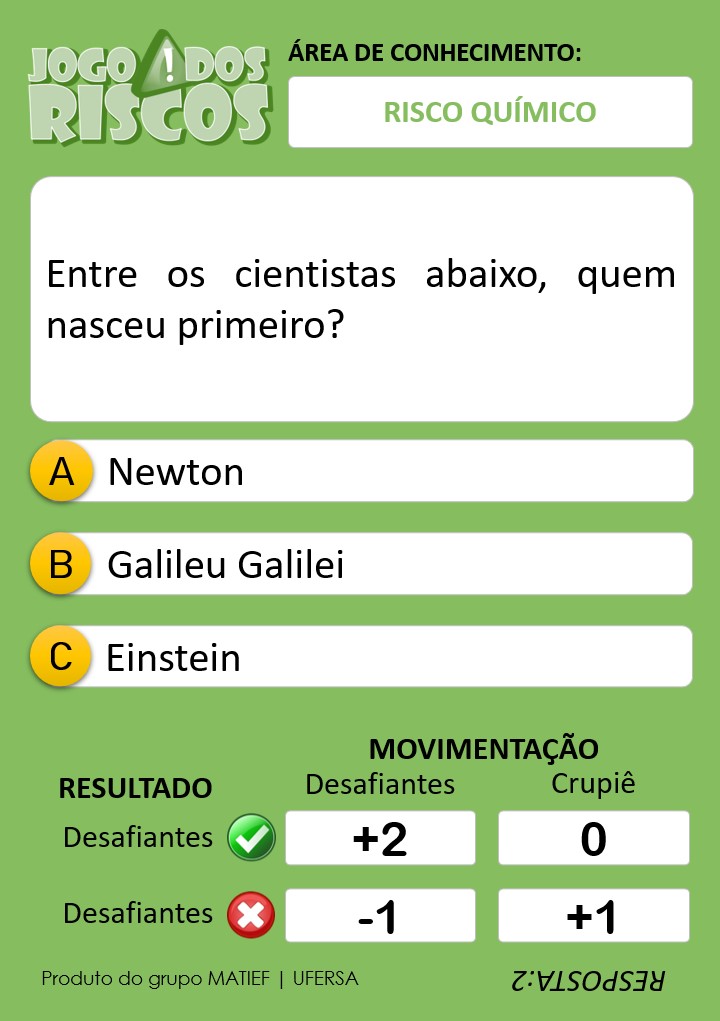 JOGO ! DOS
RISCOS
ÁREA DE CONHECIMENTO:
RISCO QUÍMICO
Entre os cientistas abaixo, quem
nasceu primeiro?
A Newton
B Galileu Galilei
C Einstein
MOVIMENTAÇÃO
RESULTADO Desafiantes Crupiê
Desafiantes +2 0
Desafiantes -1 +1
Produto do grupo MATIEF | UFERSA RESPOSTA:2